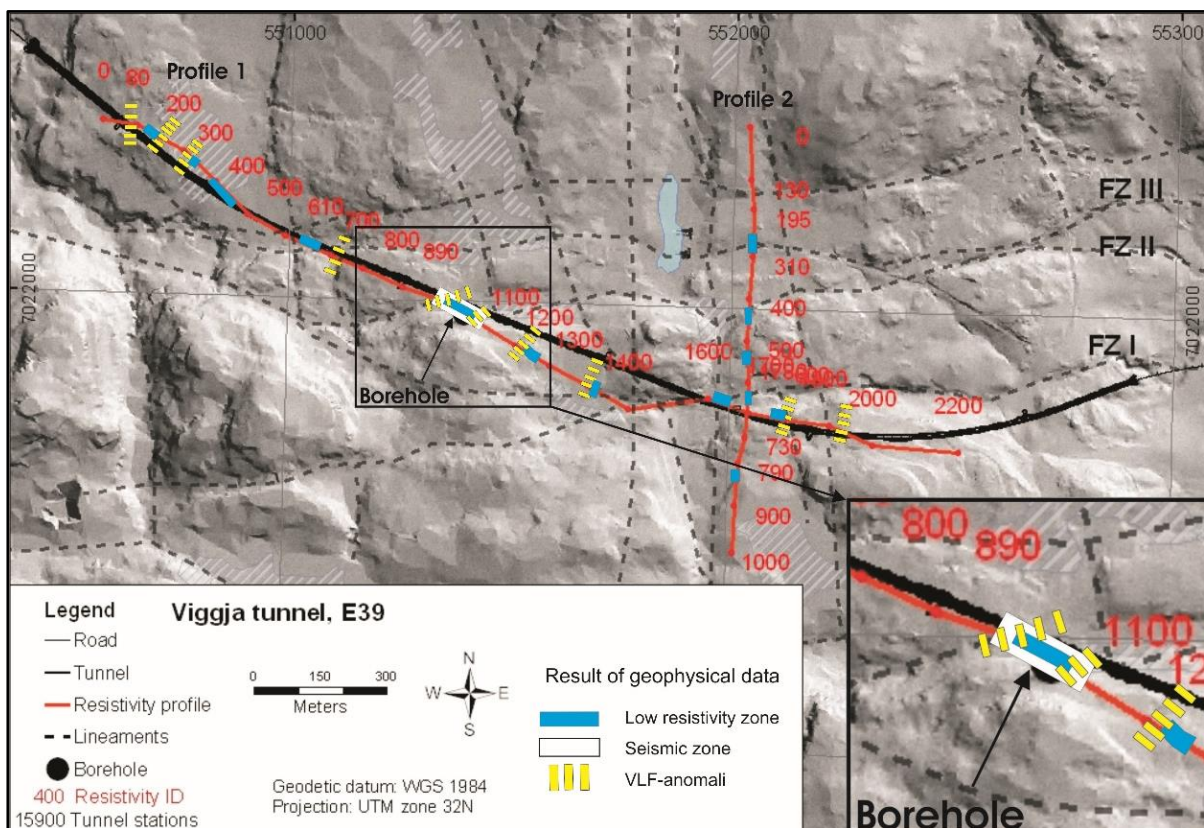 551000
552000
553000
Profile 1
0
80
200
300
400
500
610
700
800
890
1100
1200
1300
1400
1600
2000
2200
Profile 2
0
130
195
310
400
500
700
730
790
900
1000
FZ III
FZ II
FZ I
7022000
7022000
Borehole
800
890
1100
12
Borehole
Legend
Viggja tunnel, E39
Road
Tunnel
Resistivity profile
Lineaments
Borehole
400 Resistivity ID
15900 Tunnel stations
0 150 300
Meters
N
W E
S
Geodetic datum: WGS 1984
Projection: UTM zone 32N
Result of geophysical data
Low resistivity zone
Seismic zone
VLF-anomali